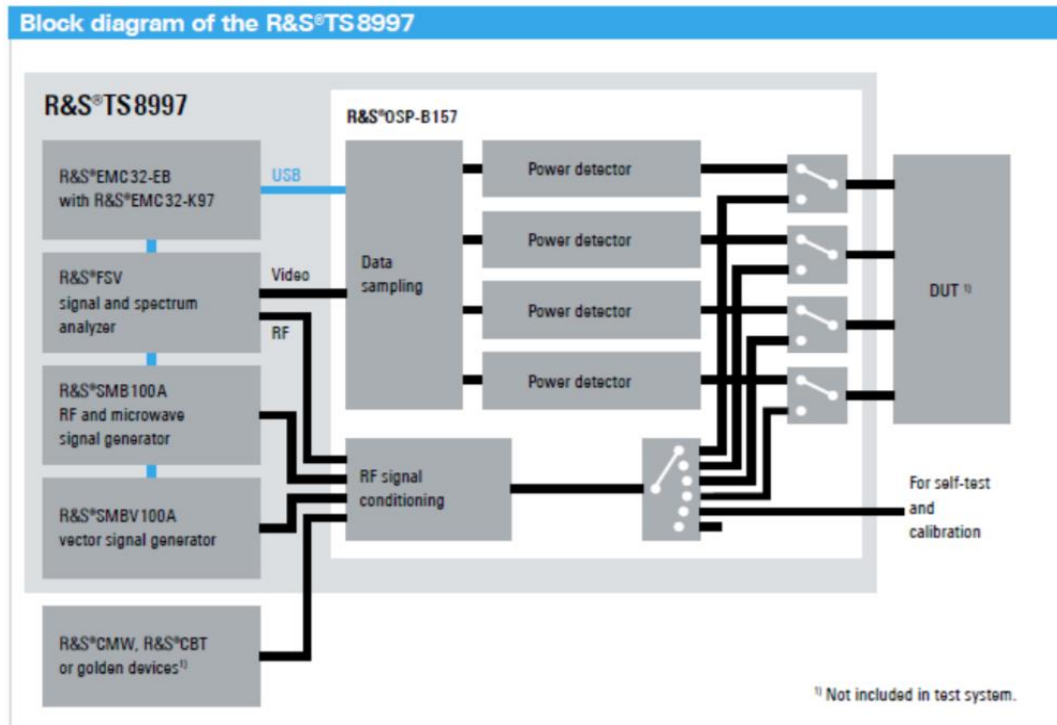 Block diagram of the R&S®TS8997
R&S®TS8997
R&S®OSP-B157
R&S®EMC32-EB
with R&S®EMC32-K97
USB
Power detector
R&S®FSV
signal and spectrum
analyzer
Video
RF
Data
sampling
Power detector
DUT ¹⁾
Power detector
R&S®SMB100A
RF and microwave
signal generator
Power detector
RF signal
conditioning
R&S®SMBV100A
vector signal generator
For self-test
and
calibration
R&S®CMW, R&S®CBT
or golden devices¹⁾
¹⁾ Not included in test system.